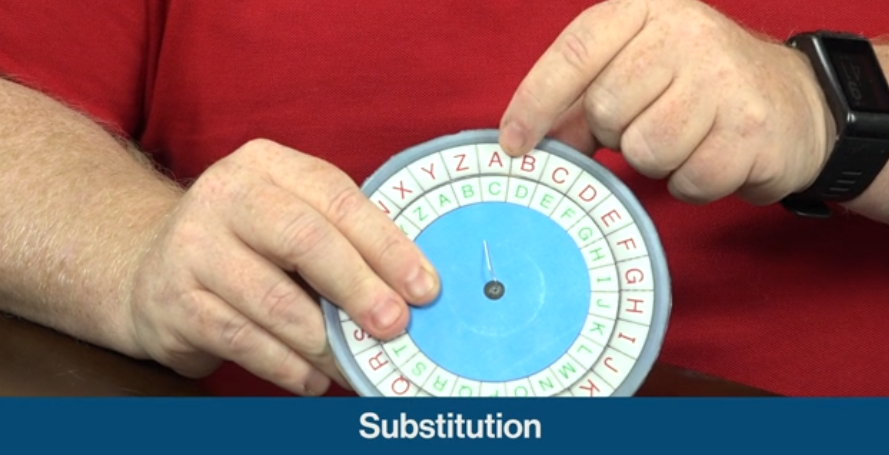 X Y Z A B C D E F G H I J K
Q R S
Z A B C D E F G H I J K L M N
R S T
Substitution